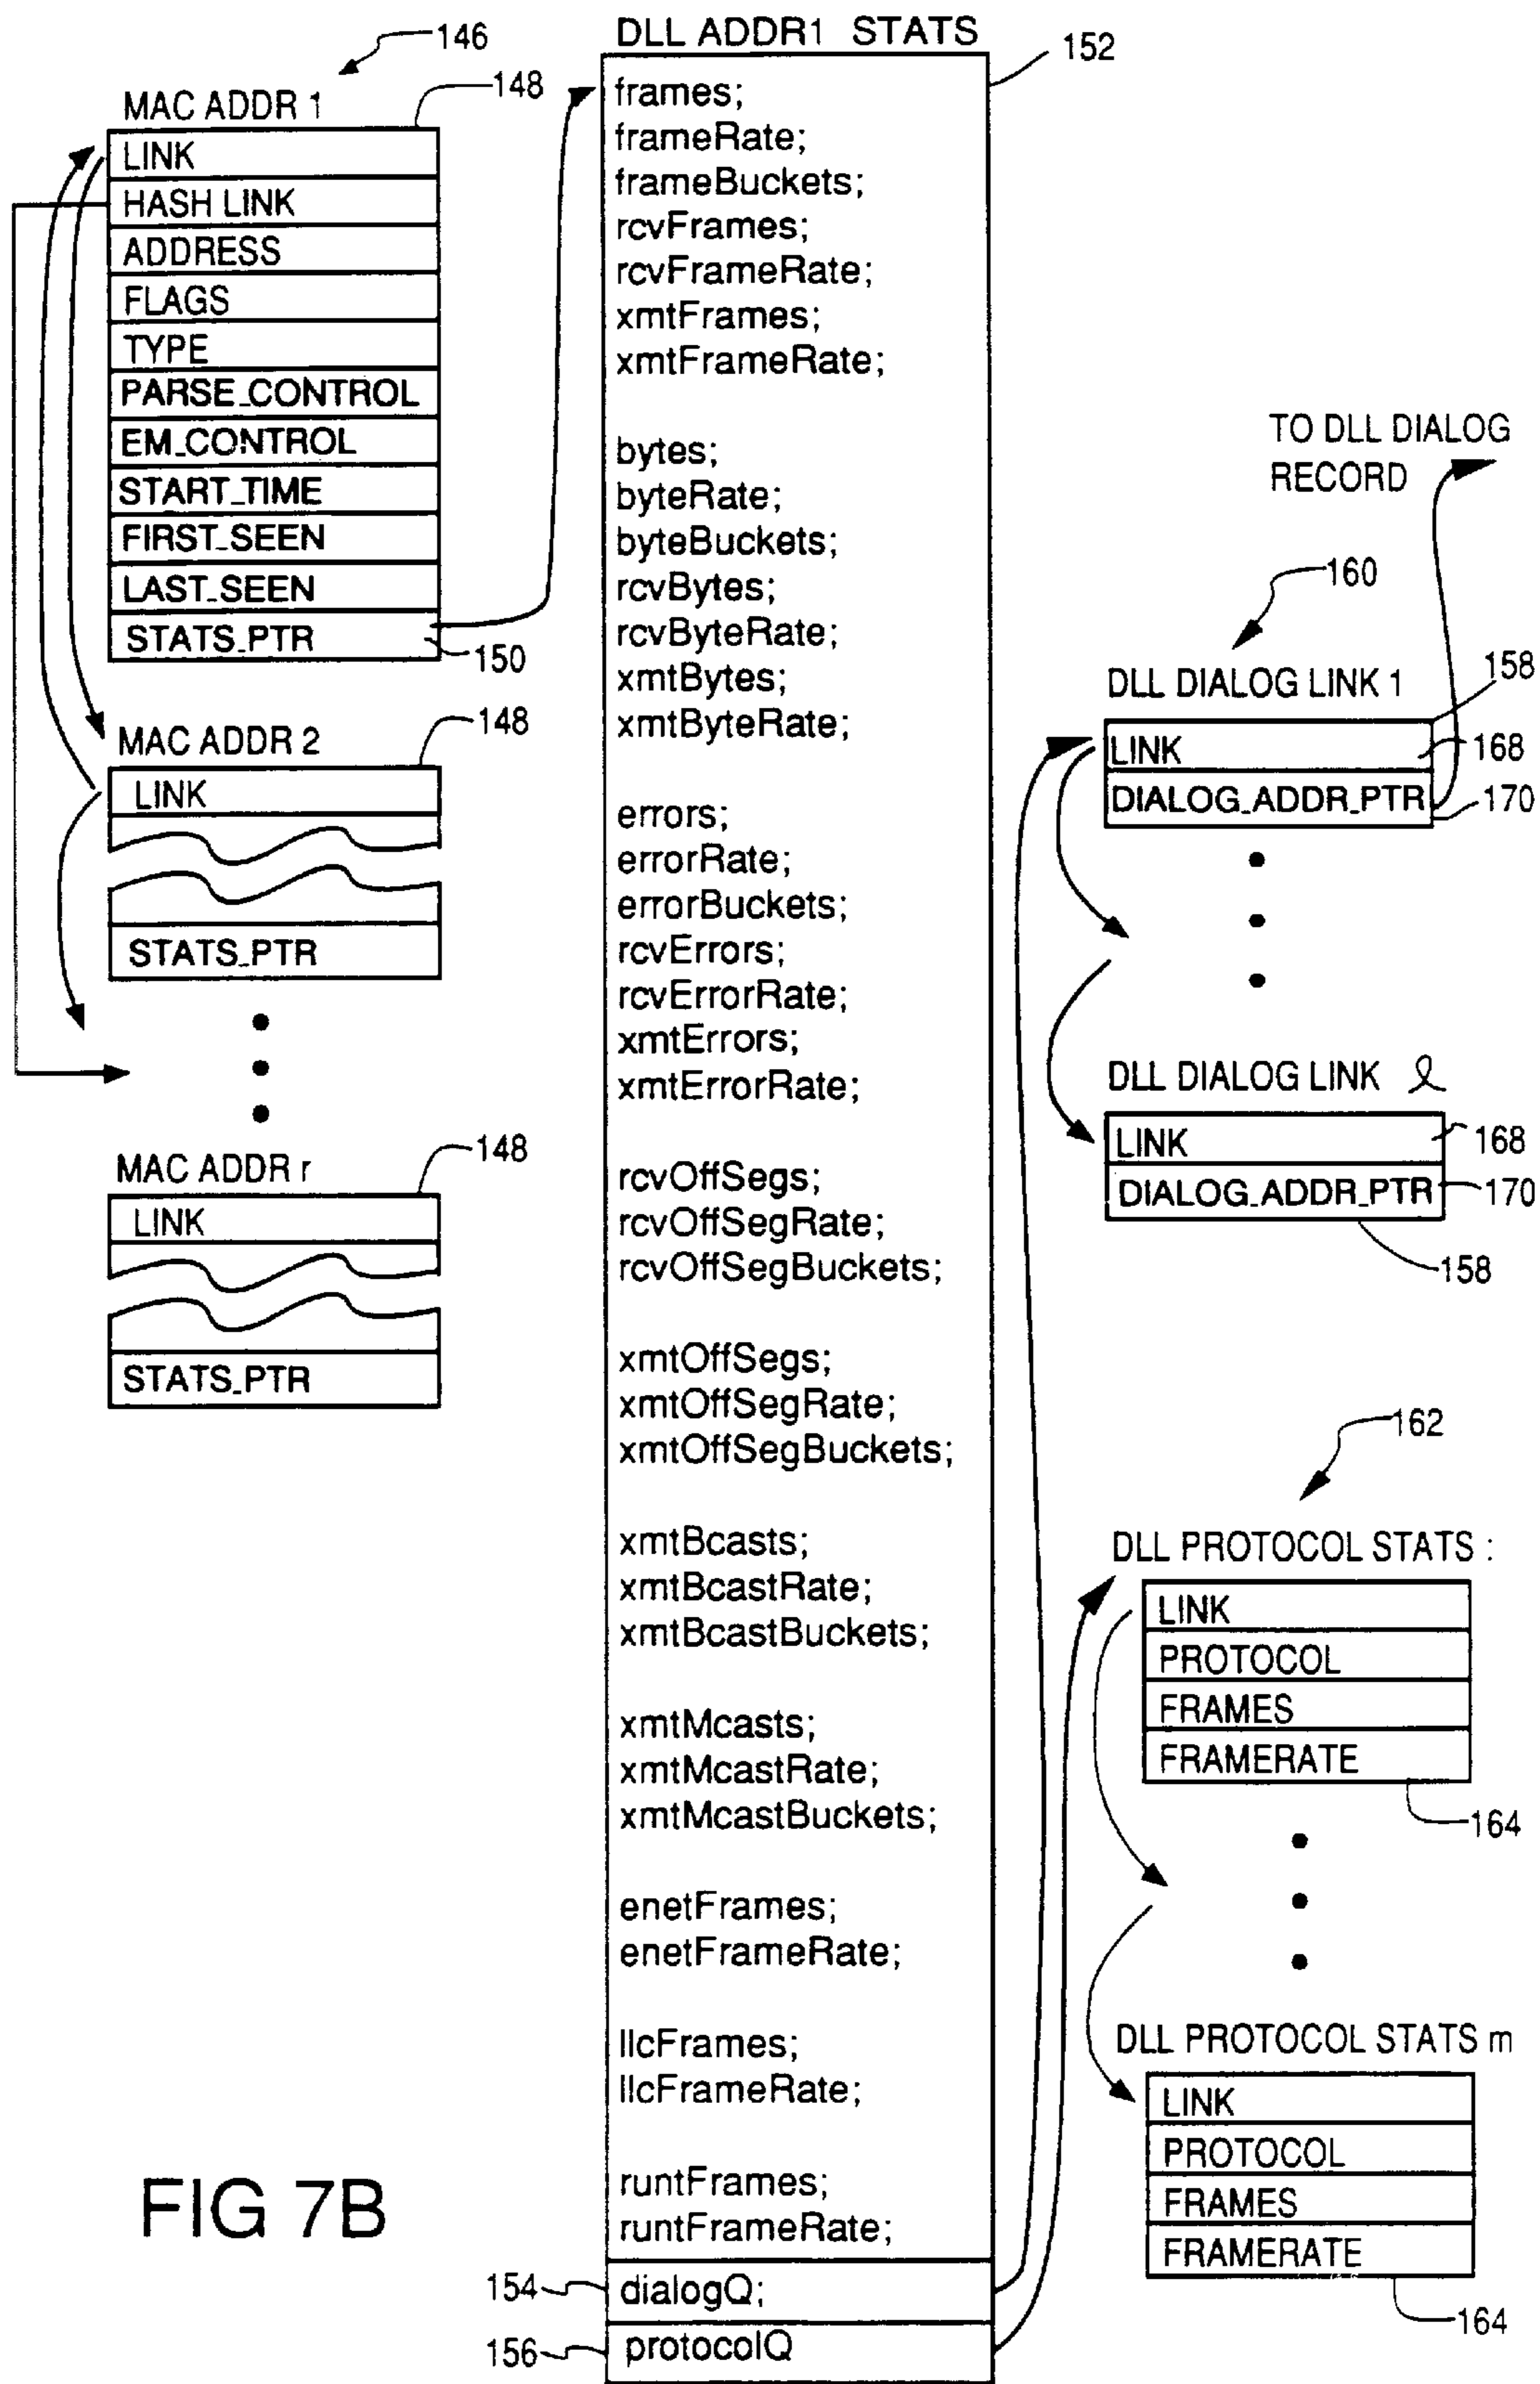 146
MAC ADDR 1
148
LINK
HASH LINK
ADDRESS
FLAGS
TYPE
PARSE_CONTROL
EM_CONTROL
START_TIME
FIRST_SEEN
LAST_SEEN
STATS_PTR
150
MAC ADDR 2
148
LINK
STATS_PTR
MAC ADDR r
148
LINK
STATS_PTR
DLL ADDR1 STATS
152
frames;
frameRate;
frameBuckets;
rcvFrames;
rcvFrameRate;
xmtFrames;
xmtFrameRate;
bytes;
byteRate;
byteBuckets;
rcvBytes;
rcvByteRate;
xmtBytes;
xmtByteRate;
errors;
errorRate;
errorBuckets;
rcvErrors;
rcvErrorRate;
xmtErrors;
xmtErrorRate;
rcvOffSegs;
rcvOffSegRate;
rcvOffSegBuckets;
xmtOffSegs;
xmtOffSegRate;
xmtOffSegBuckets;
xmtBcasts;
xmtBcastRate;
xmtBcastBuckets;
xmtMcasts;
xmtMcastRate;
xmtMcastBuckets;
enetFrames;
enetFrameRate;
llcFrames;
llcFrameRate;
runtFrames;
runtFrameRate;
154
dialogQ;
156
protocolQ
TO DLL DIALOG
RECORD
160
DLL DIALOG LINK 1
158
LINK
168
DIALOG_ADDR_PTR
170
DLL DIALOG LINK ℓ
LINK
168
DIALOG_ADDR_PTR
170
158
162
DLL PROTOCOL STATS :
LINK
PROTOCOL
FRAMES
FRAMERATE
164
DLL PROTOCOL STATS m
LINK
PROTOCOL
FRAMES
FRAMERATE
164
FIG 7B